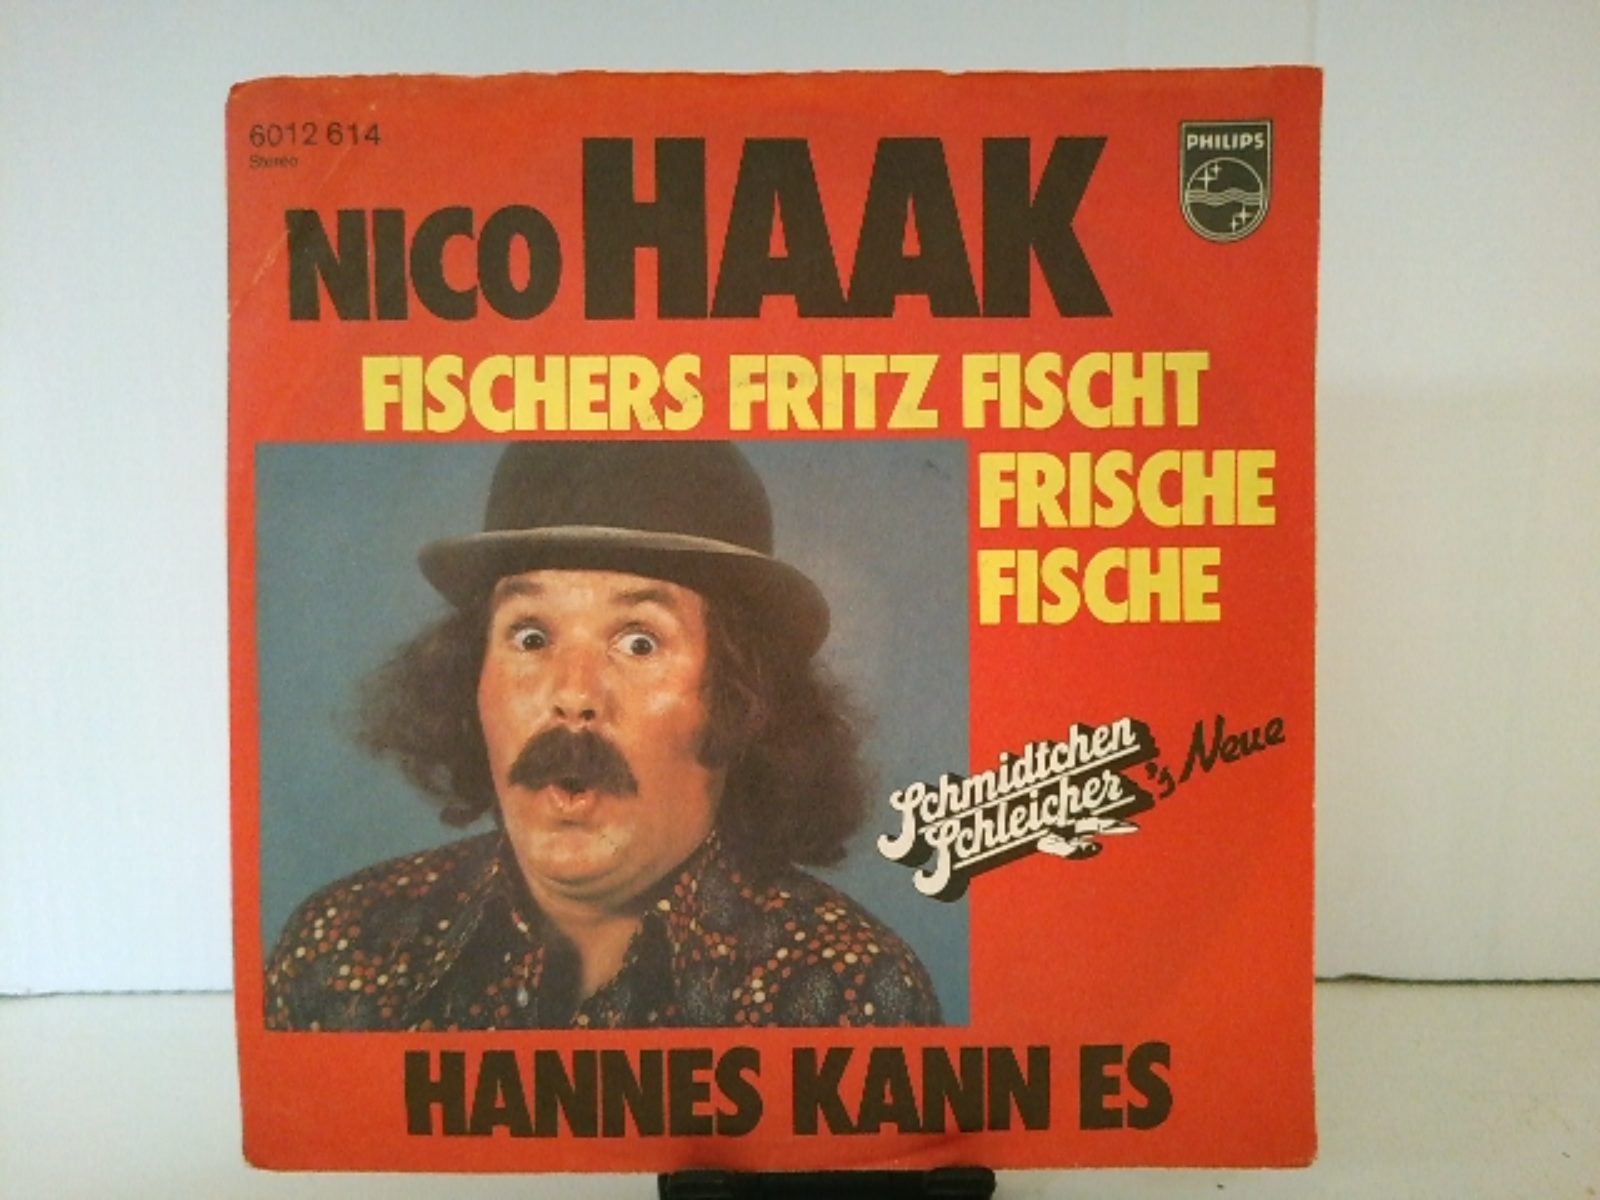 6012 614
Stereo
PHILIPS
NICO HAAK
FISCHERS FRITZ FISCHT
FRISCHE
FISCHE
Schmidtchen
Schleicher's Neue
HANNES KANN ES